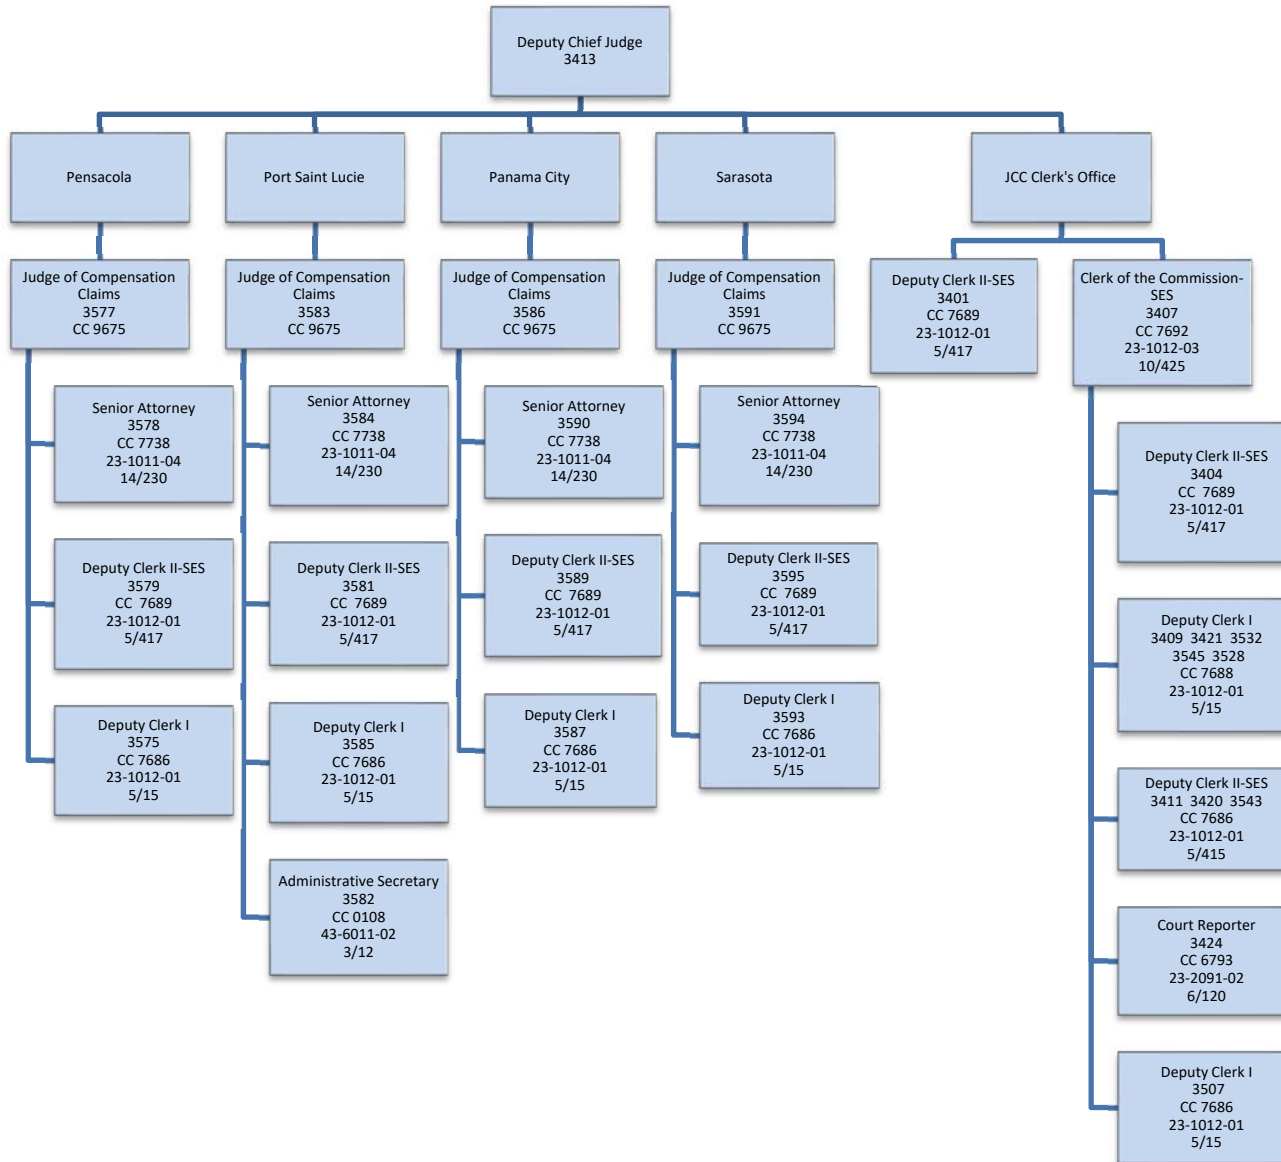 Deputy Chief Judge
3413
Pensacola
Port Saint Lucie
Panama City
Sarasota
JCC Clerk's Office
Judge of Compensation
Claims
3577
CC 9675
Senior Attorney
3578
CC 7738
23-1011-04
14/230
Deputy Clerk II-SES
3579
CC 7689
23-1012-01
5/417
Deputy Clerk I
3575
CC 7686
23-1012-01
5/15
Judge of Compensation
Claims
3583
CC 9675
Senior Attorney
3584
CC 7738
23-1011-04
14/230
Deputy Clerk II-SES
3581
CC 7689
23-1012-01
5/417
Deputy Clerk I
3585
CC 7686
23-1012-01
5/15
Administrative Secretary
3582
CC 0108
43-6011-02
3/12
Judge of Compensation
Claims
3586
CC 9675
Senior Attorney
3590
CC 7738
23-1011-04
14/230
Deputy Clerk II-SES
3589
CC 7689
23-1012-01
5/417
Deputy Clerk I
3587
CC 7686
23-1012-01
5/15
Judge of Compensation
Claims
3591
CC 9675
Senior Attorney
3594
CC 7738
23-1011-04
14/230
Deputy Clerk II-SES
3595
CC 7689
23-1012-01
5/417
Deputy Clerk I
3593
CC 7686
23-1012-01
5/15
Deputy Clerk II-SES
3401
CC 7689
23-1012-01
5/417
Clerk of the Commission-
SES
3407
CC 7692
23-1012-03
10/425
Deputy Clerk II-SES
3404
CC 7689
23-1012-01
5/417
Deputy Clerk I
3409 3421 3532
3545 3528
CC 7688
23-1012-01
5/15
Deputy Clerk II-SES
3411 3420 3543
CC 7686
23-1012-01
5/415
Court Reporter
3424
CC 6793
23-2091-02
6/120
Deputy Clerk I
3507
CC 7686
23-1012-01
5/15